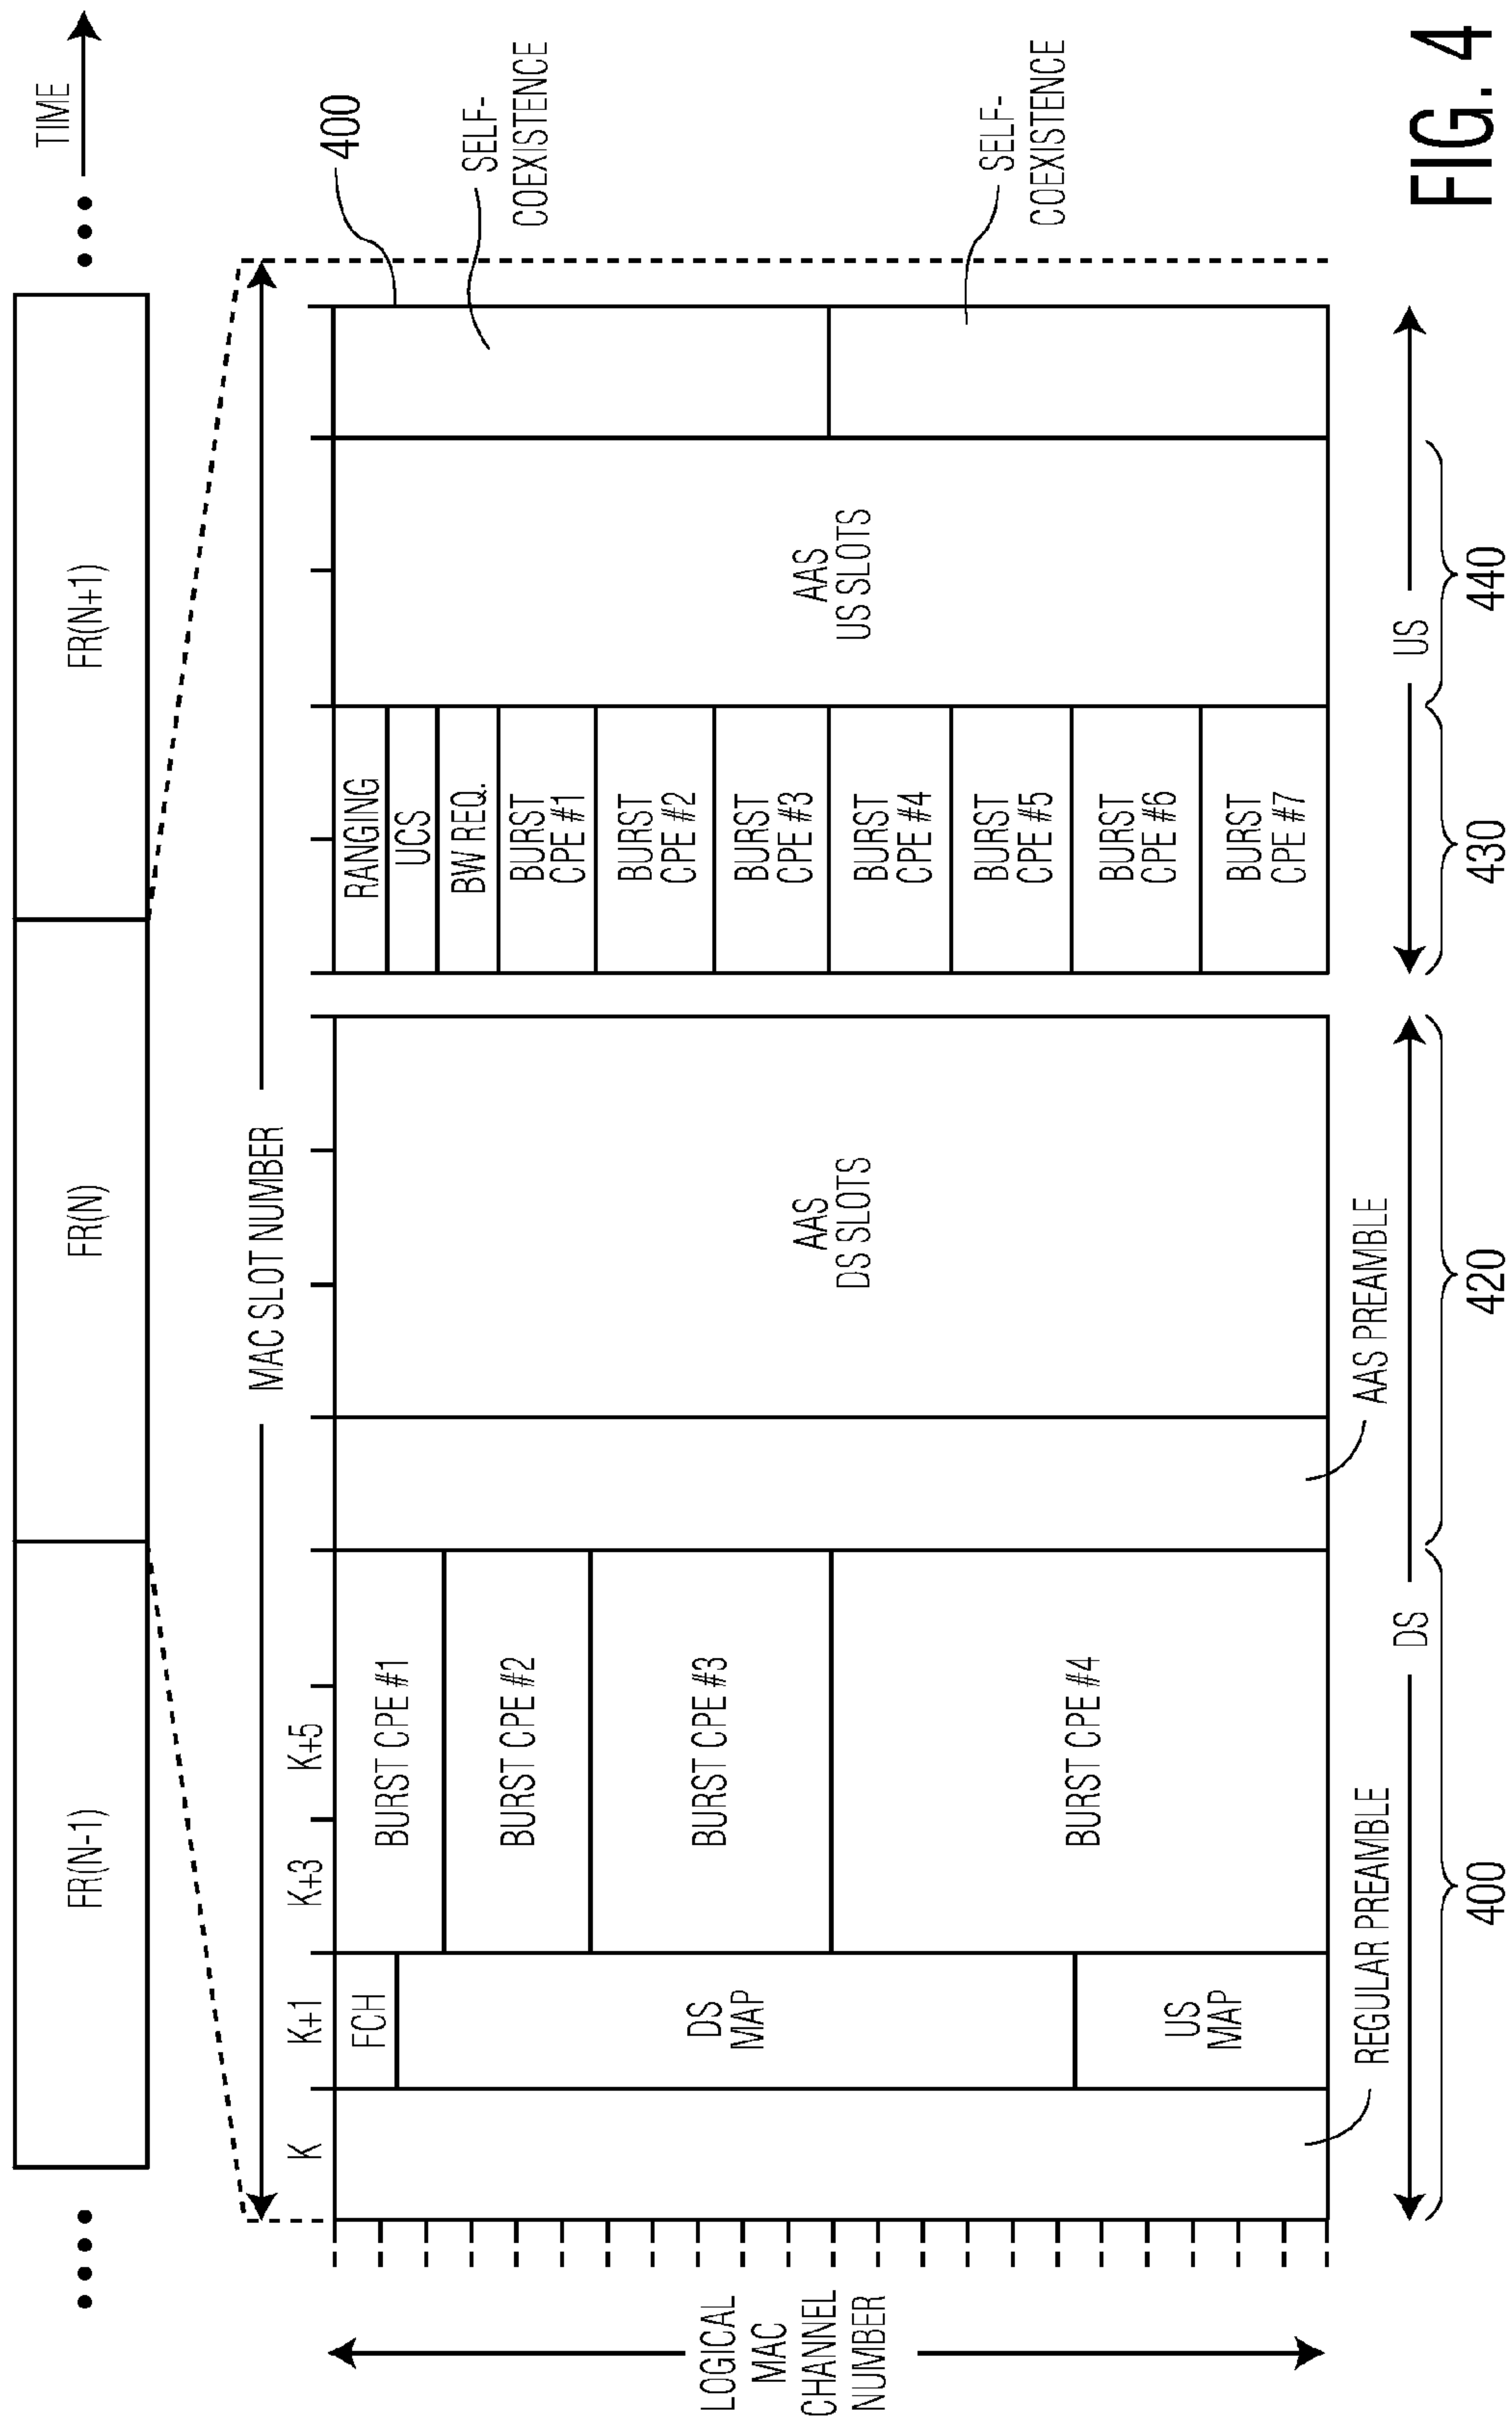 TIME
FR(N-1)
FR(N)
FR(N+1)
MAC SLOT NUMBER
400
K
K+1
K+3
K+5
LOGICAL
MAC
CHANNEL
NUMBER
FCH
DS
MAP
US
MAP
BURST CPE #1
BURST CPE #2
BURST CPE #3
BURST CPE #4
AAS
DS SLOTS
RANGING
UCS
BW REQ.
BURST
CPE #1
BURST
CPE #2
BURST
CPE #3
BURST
CPE #4
BURST
CPE #5
BURST
CPE #6
BURST
CPE #7
AAS
US SLOTS
SELF-
COEXISTENCE
SELF-
COEXISTENCE
REGULAR PREAMBLE
AAS PREAMBLE
DS
US
400
420
430
440
FIG. 4